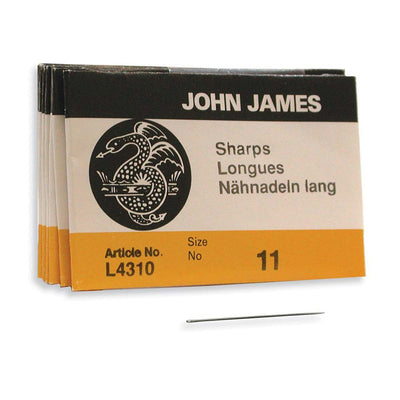 JOHN JAMES
Sharps
Longues
Nähnadeln lang
Article No.
L4310
Size
No
11